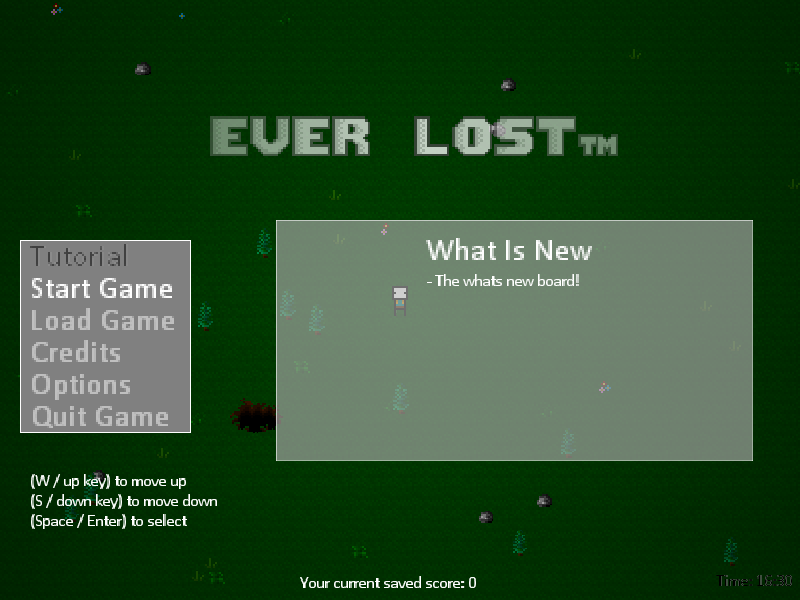 EVER LOST™
What Is New
- The whats new board!
Tutorial
Start Game
Load Game
Credits
Options
Quit Game
(W / up key) to move up
(S / down key) to move down
(Space / Enter) to select
Your current saved score: 0
Time: